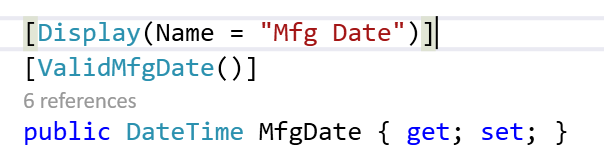 [Display(Name = "Mfg Date")]
[ValidMfgDate()]
6 references
public DateTime MfgDate { get; set; }